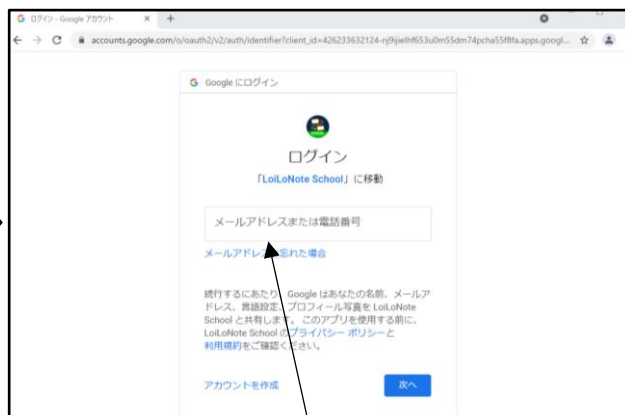 ログイン - Google アカウント
accounts.google.com/o/oauth2/v2/auth/identifier?client_id=426233632124-nj9ijielhf653u0m55dm74pcha55f8fa.apps.googl...
Google にログイン
ログイン
「LoiLoNote School」に移動
メールアドレスまたは電話番号
メールアドレスを忘れた場合
続行するにあたり、Google はあなたの名前、メールア
ドレス、言語設定、プロフィール写真を LoiLoNote
School と共有します。このアプリを使用する前に、
LoiLoNote School のプライバシー ポリシーと
利用規約をご確認ください。
アカウントを作成
次へ